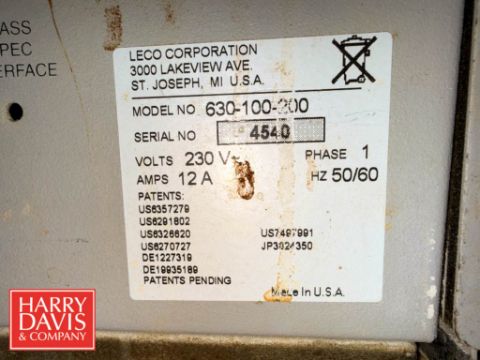 ASS
PEC
ERFACE
LECO CORPORATION
3000 LAKEVIEW AVE.
ST. JOSEPH, MI U.S.A.
MODEL NO 630-100-200
SERIAL NO 4540
VOLTS 230 V~ PHASE 1
AMPS 12 A HZ 50/60
PATENTS:
US6357279
US6291802
US6326620 US7497991
US6270727 JP3024350
DE1227319
DE19935189
PATENTS PENDING
MADE IN U.S.A.
HARRY
DAVIS
& COMPANY